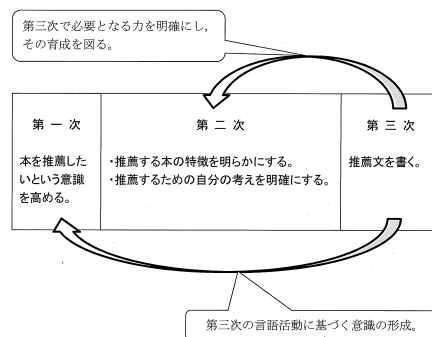 第三次で必要となる力を明確にし，
その育成を図る。
第 一 次
本を推薦した
いという意識
を高める。
第 二 次
・推薦する本の特徴を明らかにする。
・推薦するための自分の考えを明確にする。
第 三 次
推薦文を書く。
第三次の言語活動に基づく意識の形成。